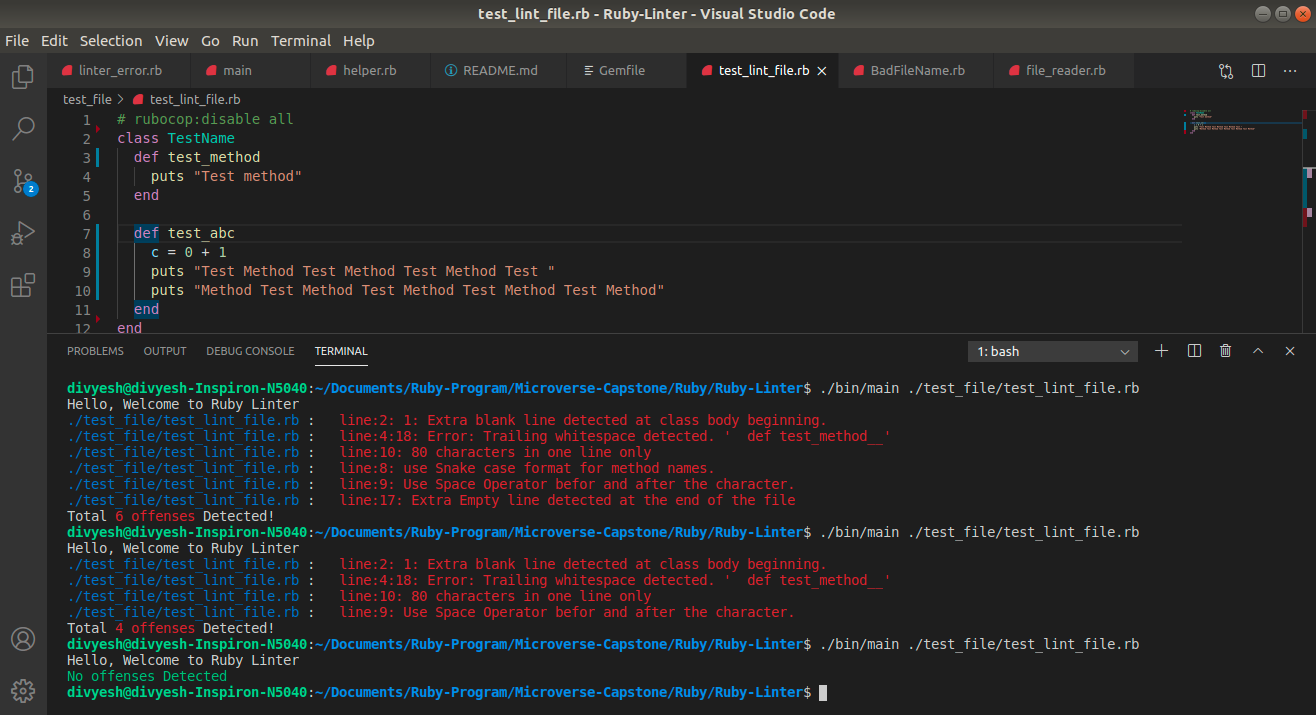 test_lint_file.rb - Ruby-Linter - Visual Studio Code
File Edit Selection View Go Run Terminal Help
linter_error.rb main helper.rb README.md Gemfile test_lint_file.rb BadFileName.rb file_reader.rb
test_file > test_lint_file.rb
1 # rubocop:disable all
2 class TestName
3 def test_method
4 puts "Test method"
5 end
6
7 def test_abc
8 c = 0 + 1
9 puts "Test Method Test Method Test Method Test "
10 puts "Method Test Method Test Method Test Method Test Method"
11 end
12 end
2
PROBLEMS OUTPUT DEBUG CONSOLE TERMINAL 1: bash
divyesh@divyesh-Inspiron-N5040:~/Documents/Ruby-Program/Microverse-Capstone/Ruby/Ruby-Linter$ ./bin/main ./test_file/test_lint_file.rb
Hello, Welcome to Ruby Linter
./test_file/test_lint_file.rb : line:2: 1: Extra blank line detected at class body beginning.
./test_file/test_lint_file.rb : line:4:18: Error: Trailing whitespace detected. '  def test_method__'
./test_file/test_lint_file.rb : line:10: 80 characters in one line only
./test_file/test_lint_file.rb : line:8: use Snake case format for method names.
./test_file/test_lint_file.rb : line:9: Use Space Operator befor and after the character.
./test_file/test_lint_file.rb : line:17: Extra Empty line detected at the end of the file
Total 6 offenses Detected!
divyesh@divyesh-Inspiron-N5040:~/Documents/Ruby-Program/Microverse-Capstone/Ruby/Ruby-Linter$ ./bin/main ./test_file/test_lint_file.rb
Hello, Welcome to Ruby Linter
./test_file/test_lint_file.rb : line:2: 1: Extra blank line detected at class body beginning.
./test_file/test_lint_file.rb : line:4:18: Error: Trailing whitespace detected. '  def test_method__'
./test_file/test_lint_file.rb : line:10: 80 characters in one line only
./test_file/test_lint_file.rb : line:9: Use Space Operator befor and after the character.
Total 4 offenses Detected!
divyesh@divyesh-Inspiron-N5040:~/Documents/Ruby-Program/Microverse-Capstone/Ruby/Ruby-Linter$ ./bin/main ./test_file/test_lint_file.rb
Hello, Welcome to Ruby Linter
No offenses Detected
divyesh@divyesh-Inspiron-N5040:~/Documents/Ruby-Program/Microverse-Capstone/Ruby/Ruby-Linter$